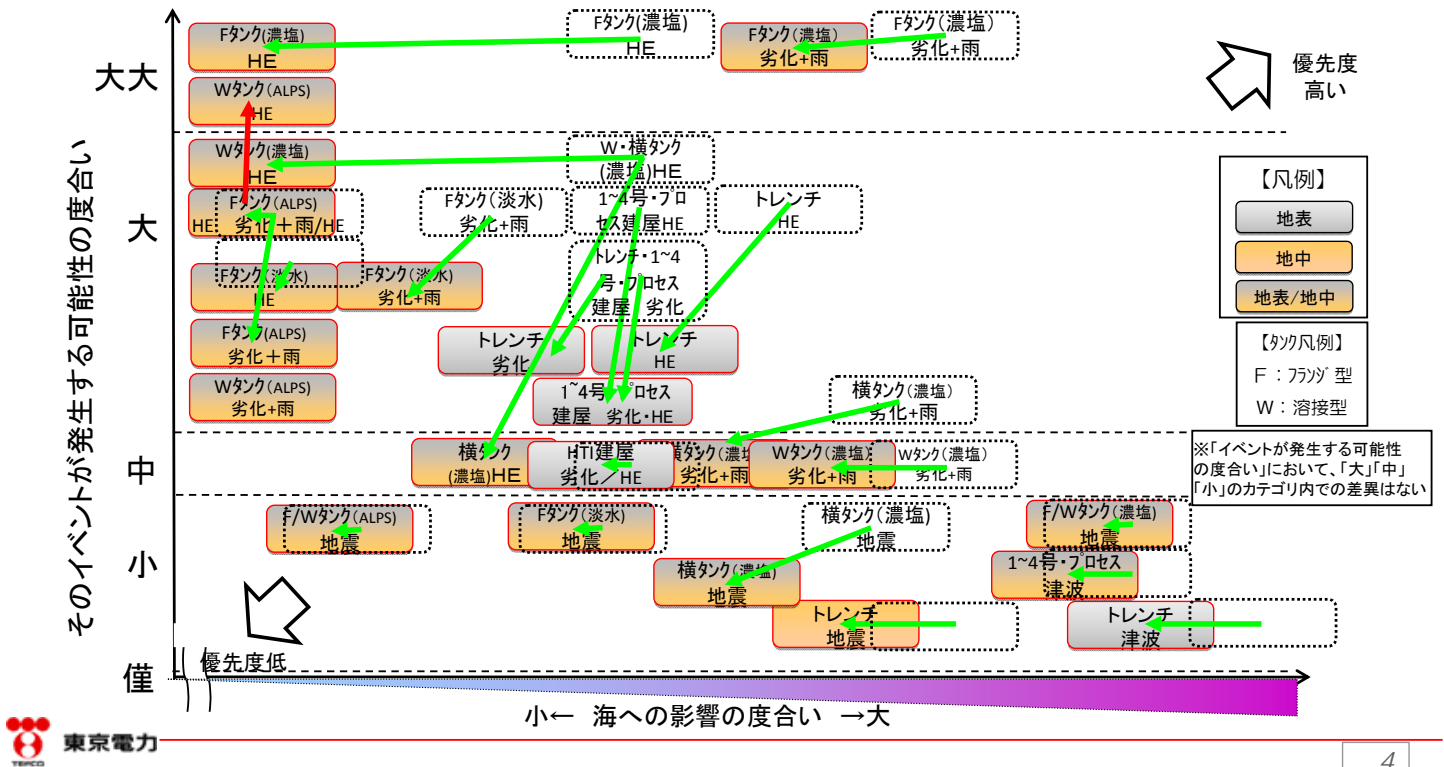 そのイベントが発生する可能性の度合い
大大
大
中
小
僅
Fタンク(濃塩)
HE
Fタンク(濃塩)
HE
Fタンク(濃塩)
劣化+雨
Fタンク(濃塩)
劣化+雨
優先度
高い
Wタンク(ALPS)
HE
Wタンク(濃塩)
HE
W・横タンク
(濃塩)HE
Fタンク(ALPS)
HE 劣化+雨/HE
Fタンク(淡水)
劣化+雨
1~4号・プロ
セス建屋HE
トレンチ
HE
Fタンク(淡水)
HE
Fタンク(淡水)
劣化+雨
トレンチ・1~4
号・プロセス
建屋 劣化
Fタンク(ALPS)
劣化+雨
トレンチ
劣化
トレンチ
HE
Wタンク(ALPS)
劣化+雨
1~4号・プロセス
建屋 劣化・HE
横タンク(濃塩)
劣化+雨
横タンク
(濃塩)HE
HTI建屋
劣化/HE
横タンク(濃塩)
劣化+雨
Wタンク(濃塩)
劣化+雨
Wタンク(濃塩)
劣化+雨
F/Wタンク(ALPS)
地震
Fタンク(淡水)
地震
横タンク(濃塩)
地震
F/Wタンク(濃塩)
地震
横タンク(濃塩)
地震
1~4号・プロセス
津波
トレンチ
地震
トレンチ
津波
【凡例】
地表
地中
地表/地中
【タンク凡例】
F:フランジ型
W:溶接型
※「イベントが発生する可能性
の度合い」において、「大」「中」
「小」のカテゴリ内での差異はない
優先度低
小← 海への影響の度合い →大
TEPCO
東京電力
4